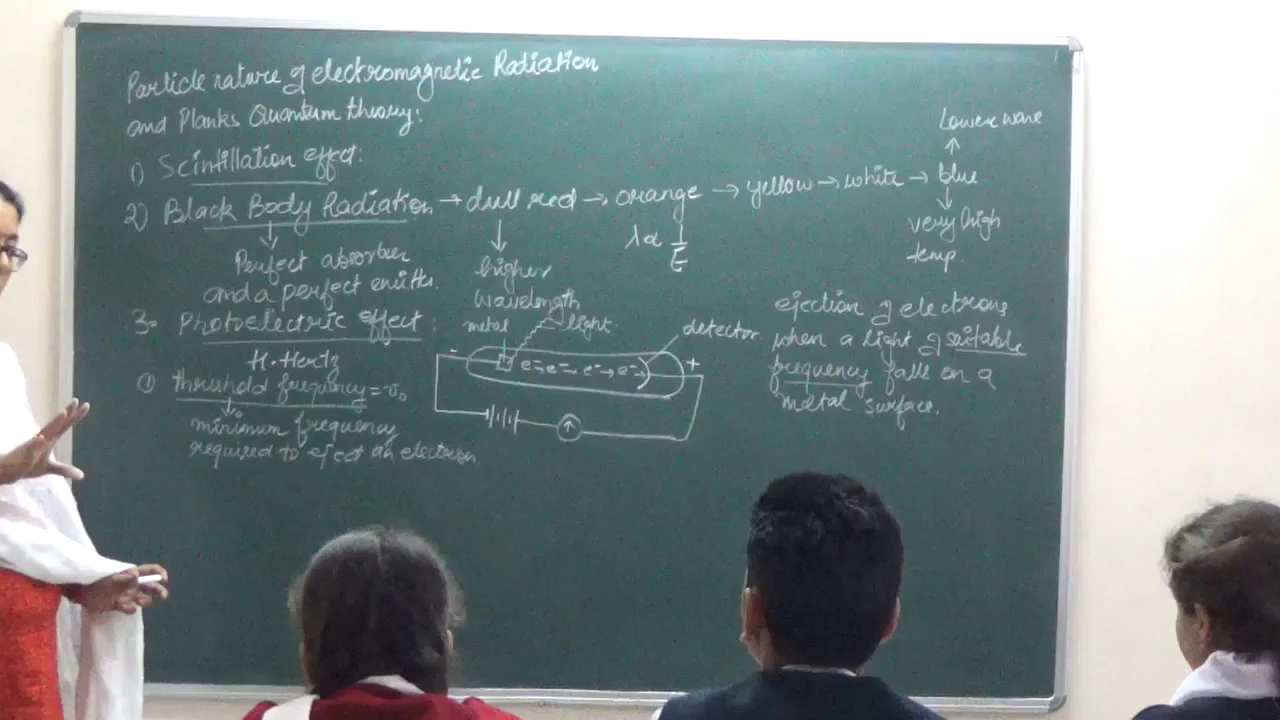 Particle nature of electromagnetic Radiation
and Planks Quantum theory:
1) Scintillation effect:
2) Black Body Radiation → dull red → orange → yellow → white → blue
Lower wave
very high
temp.
λ ∝ 1/E
Perfect absorber
and a perfect emitter.
higher
wavelength
3. Photoelectric effect:
H. Hertz
① threshold frequency = ν₀
minimum frequency
required to eject an electron
metal
light
detector
- e⁻→e⁻→ e⁻→e⁻→ +
ejection of electrons
when a light of suitable
frequency falls on a
metal surface.